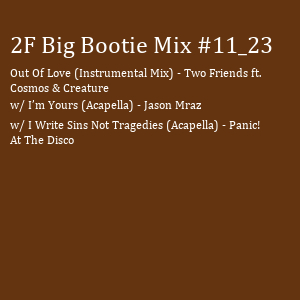 2F Big Bootie Mix #11_23
Out Of Love (Instrumental Mix) - Two Friends ft.
Cosmos & Creature
w/ I'm Yours (Acapella) - Jason Mraz
w/ I Write Sins Not Tragedies (Acapella) - Panic!
At The Disco